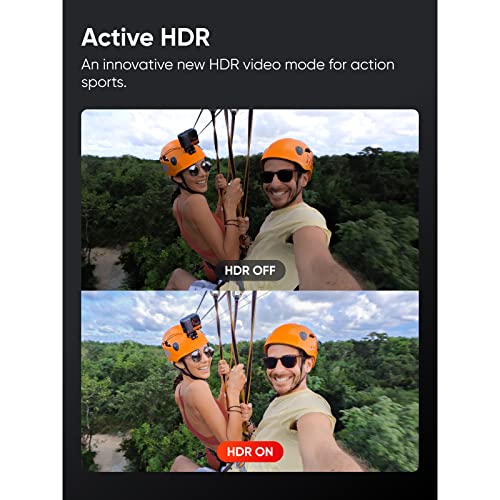 Active HDR
An innovative new HDR video mode for action
sports.
HDR OFF
HDR ON